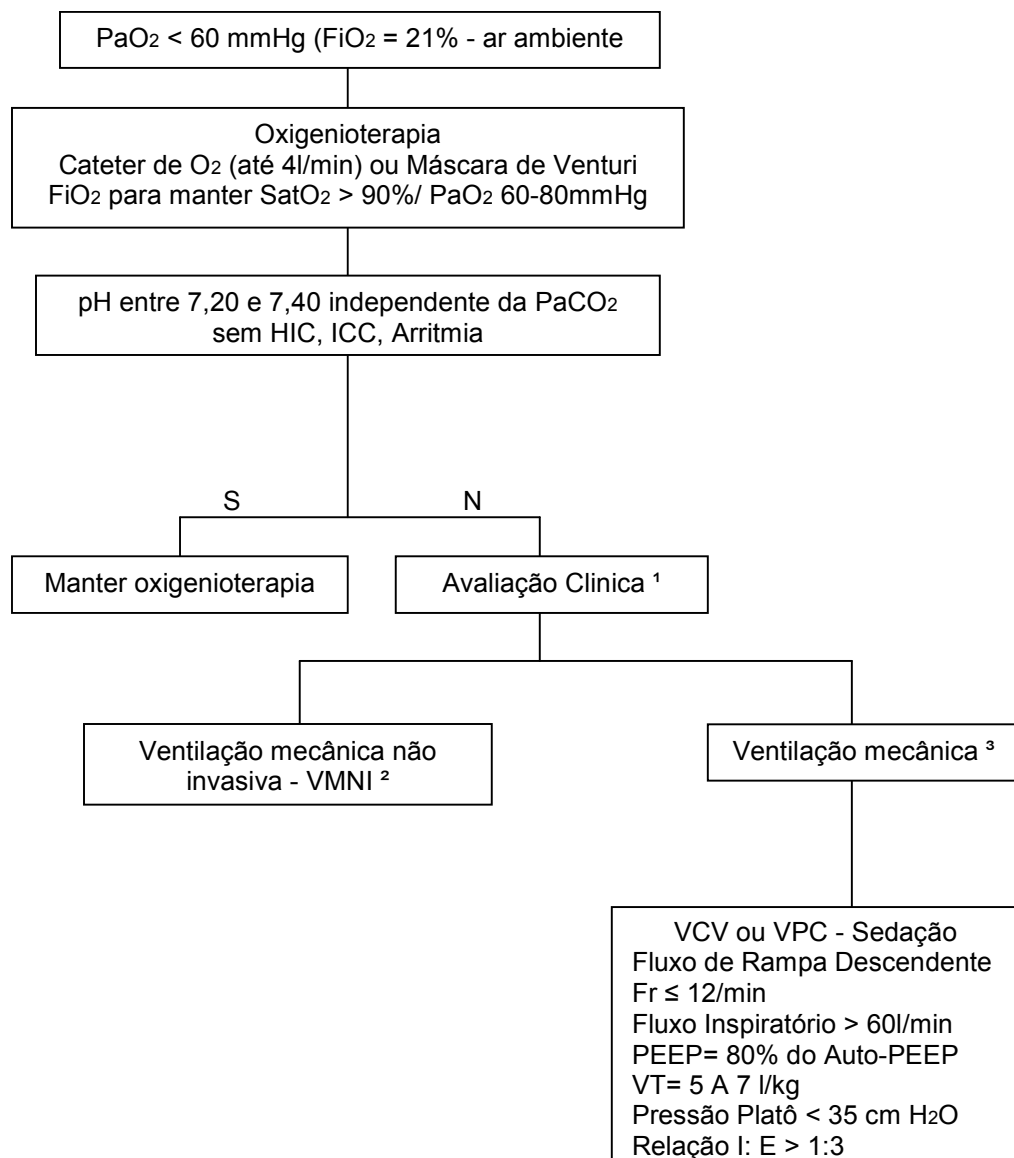 PaO₂ < 60 mmHg (FiO₂ = 21% - ar ambiente
Oxigenioterapia
Cateter de O₂ (até 4l/min) ou Máscara de Venturi
FiO₂ para manter SatO₂ > 90%/ PaO₂ 60-80mmHg
pH entre 7,20 e 7,40 independente da PaCO₂
sem HIC, ICC, Arritmia
S
N
Manter oxigenioterapia
Avaliação Clinica ¹
Ventilação mecânica não
invasiva - VMNI ²
Ventilação mecânica ³
VCV ou VPC - Sedação
Fluxo de Rampa Descendente
Fr ≤ 12/min
Fluxo Inspiratório > 60l/min
PEEP= 80% do Auto-PEEP
VT= 5 A 7 l/kg
Pressão Platô < 35 cm H₂O
Relação I: E > 1:3